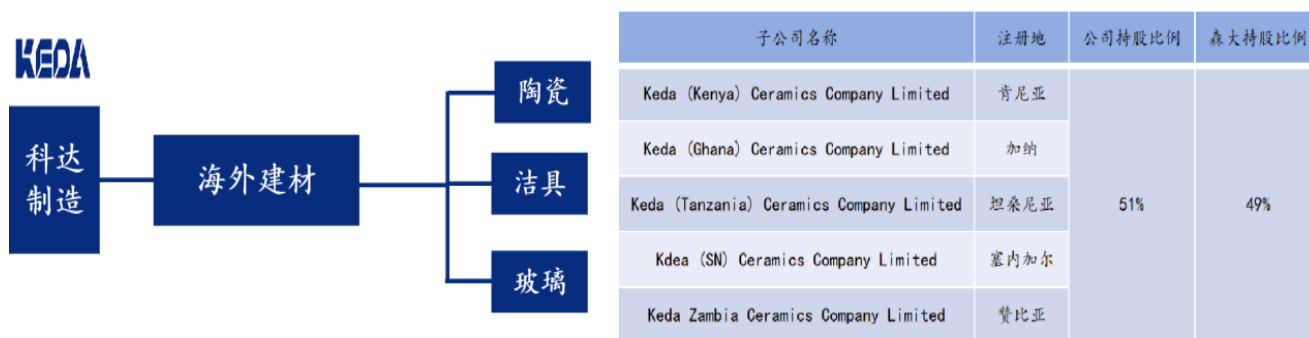 KEDA
科达
制造
海外建材
陶瓷
洁具
玻璃
子公司名称 注册地 公司持股比例 森大持股比例
Keda (Kenya) Ceramics Company Limited 肯尼亚
Keda (Ghana) Ceramics Company Limited 加纳
Keda (Tanzania) Ceramics Company Limited 坦桑尼亚 51% 49%
Kdea (SN) Ceramics Company Limited 塞内加尔
Keda Zambia Ceramics Company Limited 赞比亚